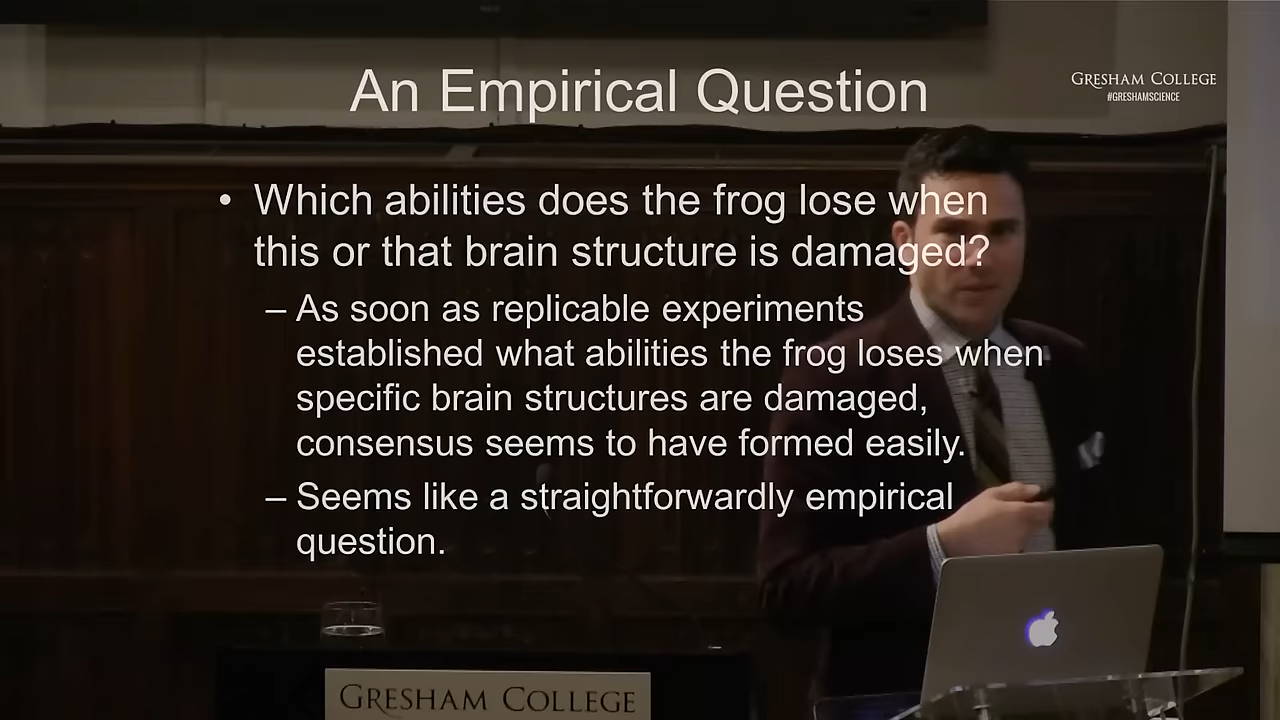 An Empirical Question
GRESHAM COLLEGE
#GRESHAMSCIENCE
• Which abilities does the frog lose when
this or that brain structure is damaged?
– As soon as replicable experiments
established what abilities the frog loses when
specific brain structures are damaged,
consensus seems to have formed easily.
– Seems like a straightforwardly empirical
question.
GRESHAM COLLEGE